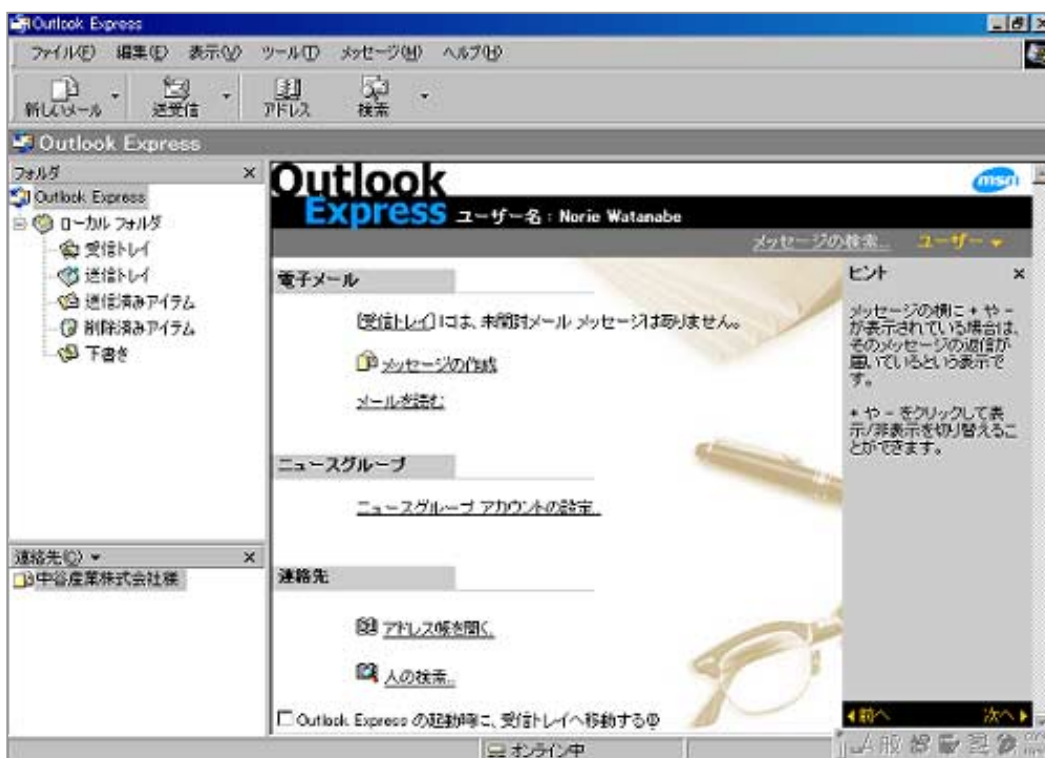 Outlook Express
ファイル(F) 編集(E) 表示(V) ツール(T) メッセージ(M) ヘルプ(H)
新しいメール 送受信 アドレス 検索
Outlook Express
フォルダ
Outlook Express
ローカル フォルダ
受信トレイ
送信トレイ
送信済みアイテム
削除済みアイテム
下書き
連絡先(C)
中谷産業株式会社様
Outlook
msn
Express ユーザー名 : Norie Watanabe
メッセージの検索... ユーザー
電子メール
[受信トレイ] には、未開封メール メッセージはありません。
メッセージの作成
メールを読む
ニュースグループ
ニュースグループ アカウントの設定...
連絡先
アドレス帳を開く...
人の検索...
Outlook Express の起動時に、受信トレイへ移動する
ヒント
メッセージの横に + や -
が表示されている場合は、
そのメッセージの返信が
届いているという表示で
す。
+ や - をクリックして表
示/非表示を切り替えるこ
とができます。
前へ 次へ
オンライン中
A 般